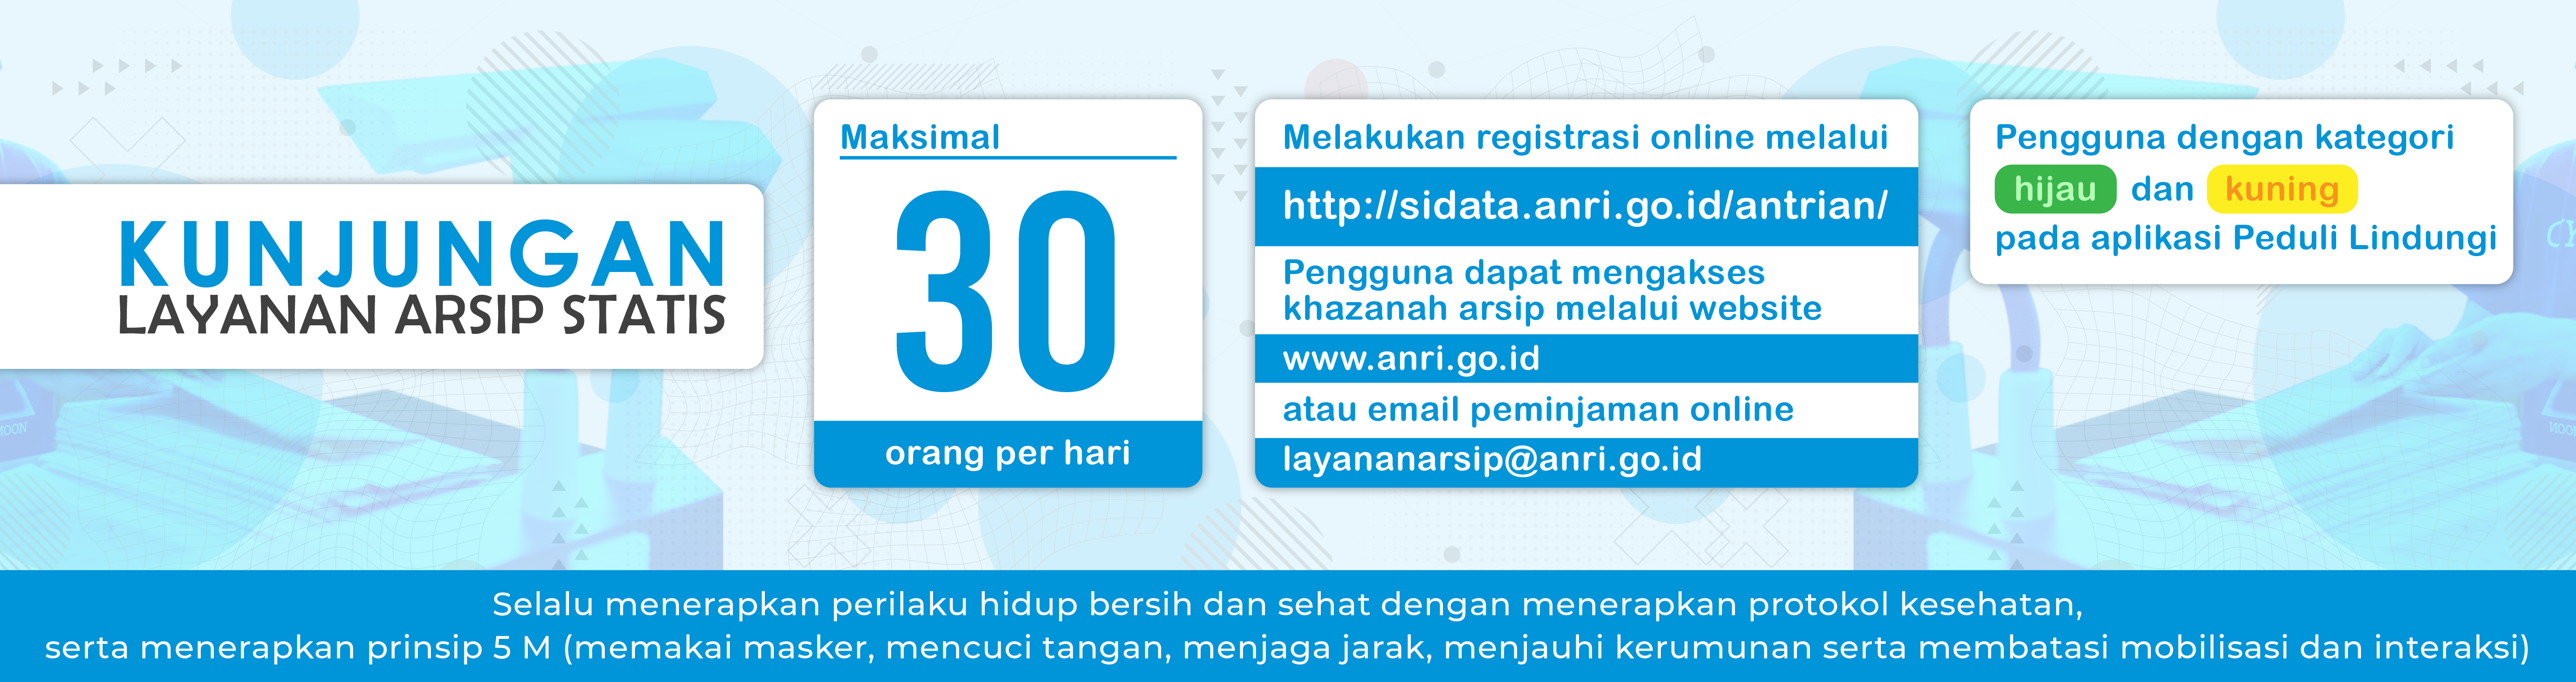 KUNJUNGAN
LAYANAN ARSIP STATIS
Maksimal
30
orang per hari
Melakukan registrasi online melalui
http://sidata.anri.go.id/antrian/
Pengguna dapat mengakses
khazanah arsip melalui website
www.anri.go.id
atau email peminjaman online
layananarsip@anri.go.id
Pengguna dengan kategori
hijau dan kuning
pada aplikasi Peduli Lindungi
Selalu menerapkan perilaku hidup bersih dan sehat dengan menerapkan protokol kesehatan,
serta menerapkan prinsip 5 M (memakai masker, mencuci tangan, menjaga jarak, menjauhi kerumunan serta membatasi mobilisasi dan interaksi)